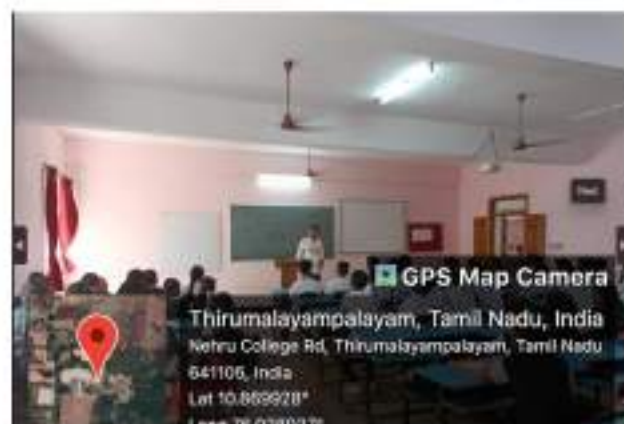 GPS Map Camera
Thirumalayampalayam, Tamil Nadu, India
Nehru College Rd, Thirumalayampalayam, Tamil Nadu
641105, India
Lat 10.869928°